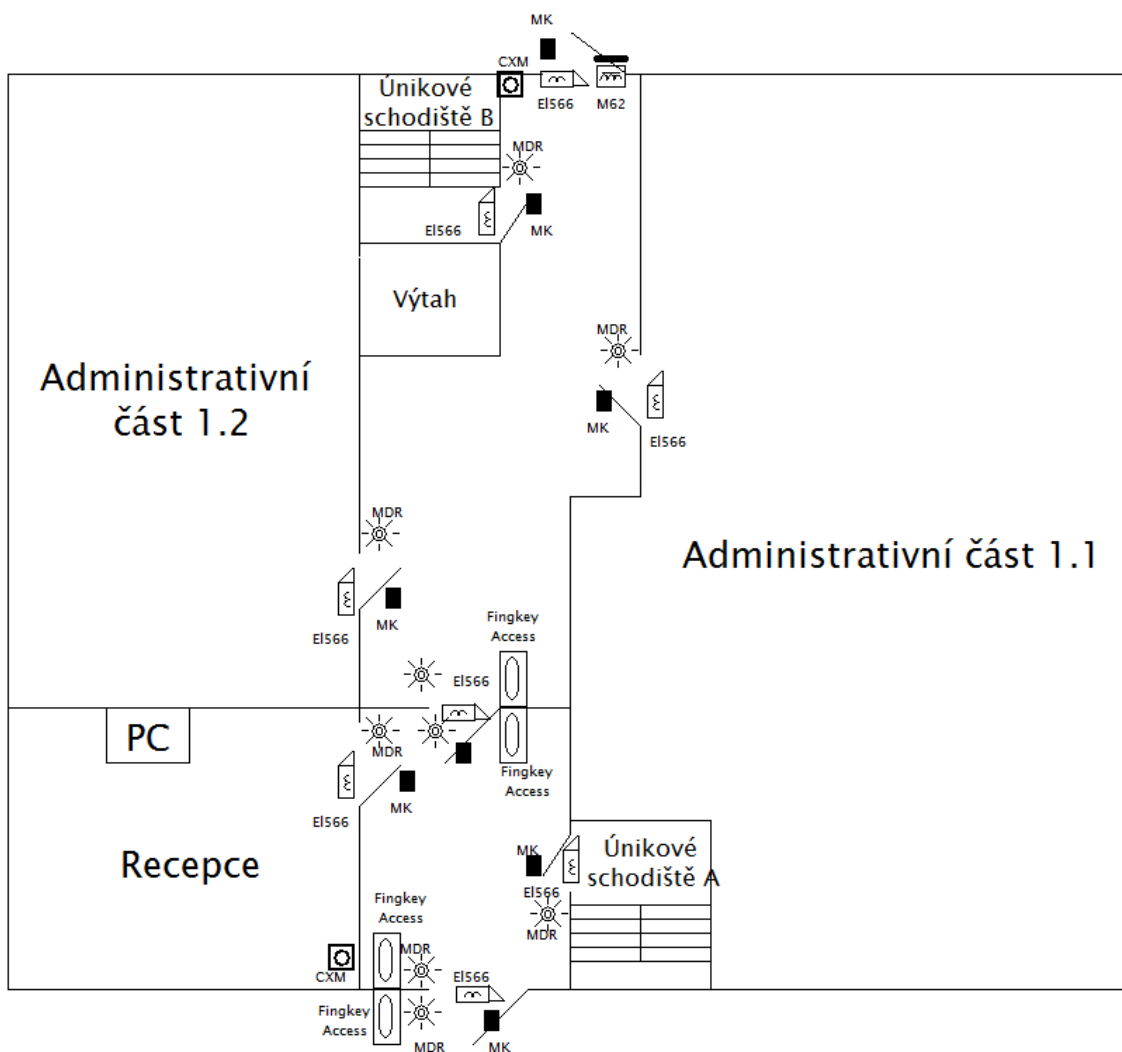 MK
CXM
Únikové
schodiště B
El566
M62
MDR
El566
MK
Výtah
MDR
Administrativní
část 1.2
MK
El566
MDR
Administrativní část 1.1
Fingkey
Access
MK
El566
El566
PC
MDR
Fingkey
Access
MK
El566
MK
Únikové
schodiště A
Recepce
El566
Fingkey
Access
MDR
MDR
CXM
El566
Fingkey
Access
MDR
MK